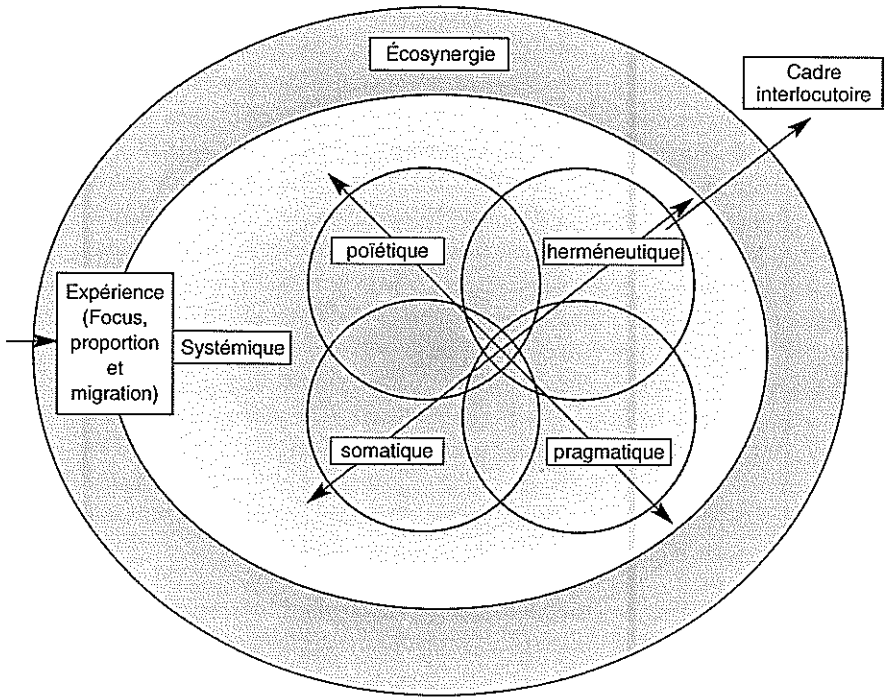 Écosynergie
Cadre
interlocutoire
poïétique
herméneutique
Expérience
(Focus,
proportion
et
migration)
Systémique
somatique
pragmatique